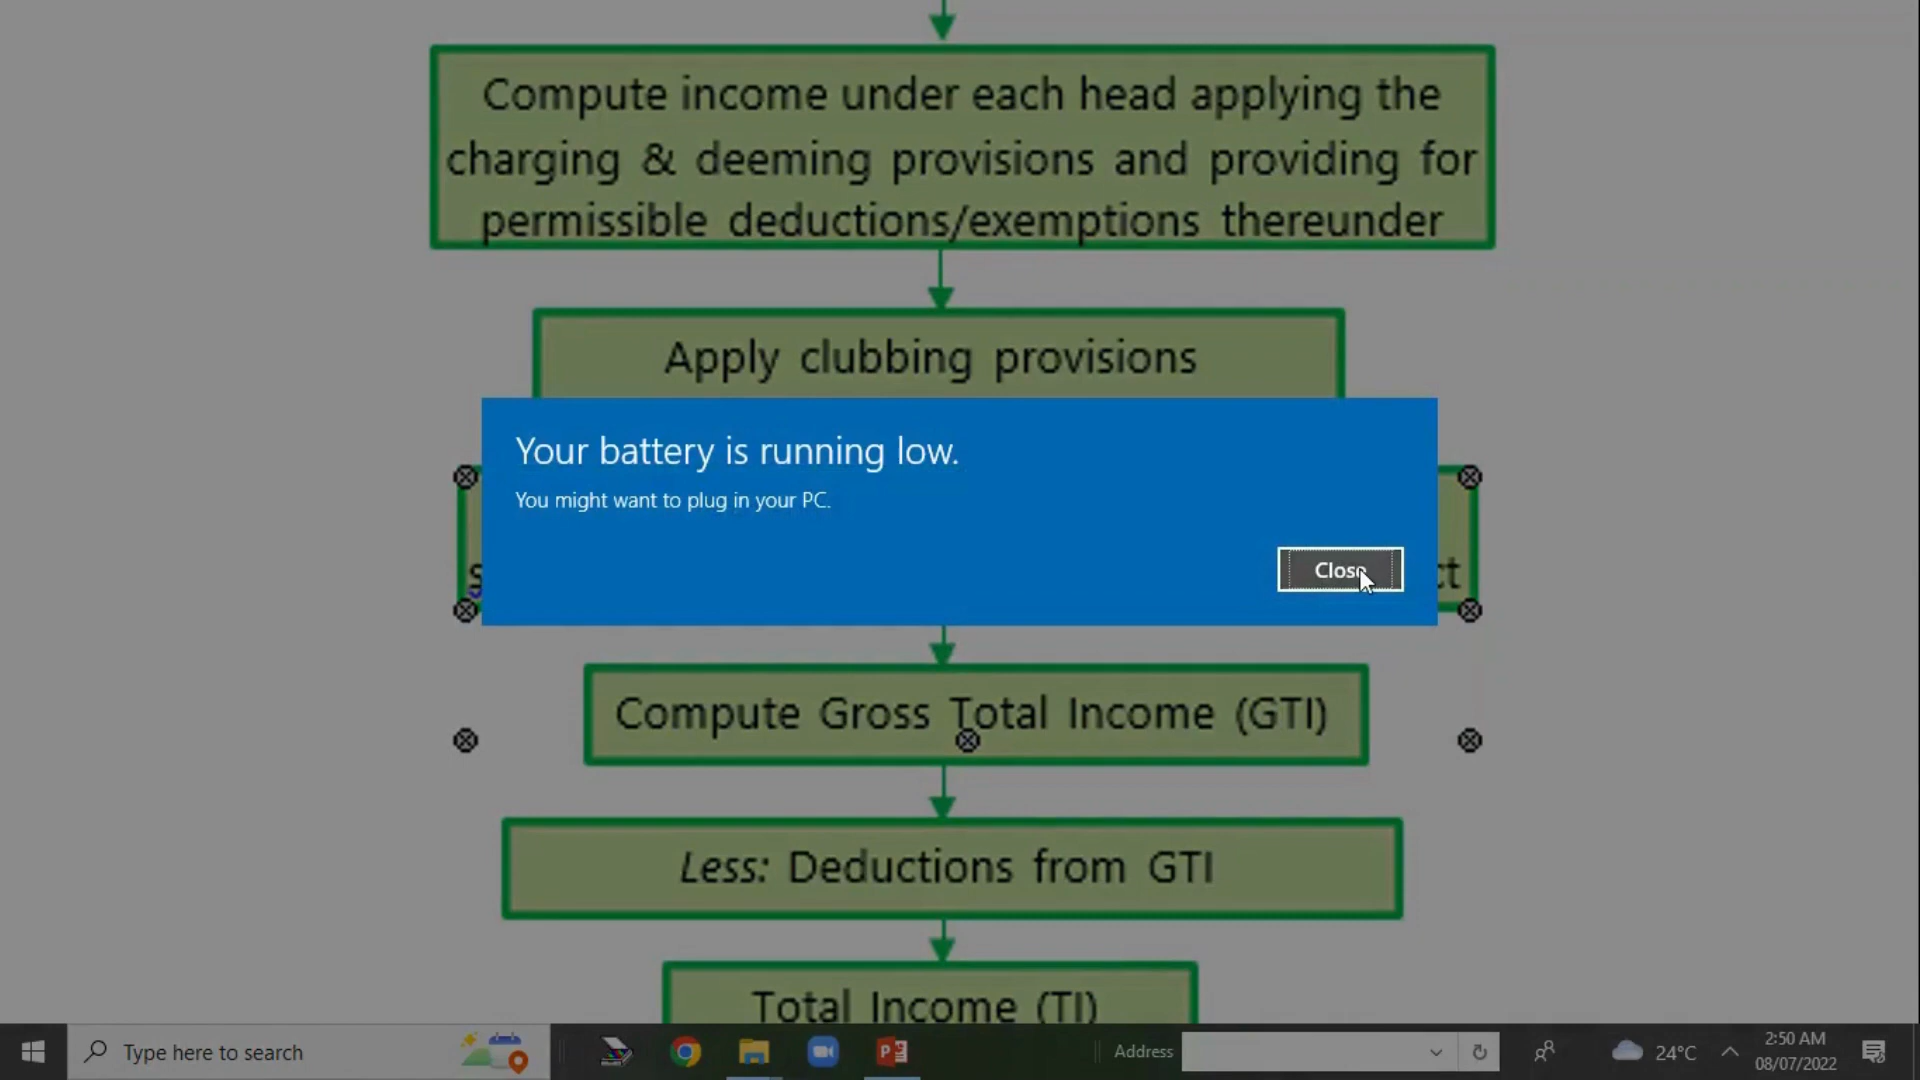 Compute income under each head applying the
charging & deeming provisions and providing for
permissible deductions/exemptions thereunder
Apply clubbing provisions
Your battery is running low.
You might want to plug in your PC.
Close
Compute Gross Total Income (GTI)
Less: Deductions from GTI
Total Income (TI)
Type here to search
Address
24°C
2:50 AM
08/07/2022